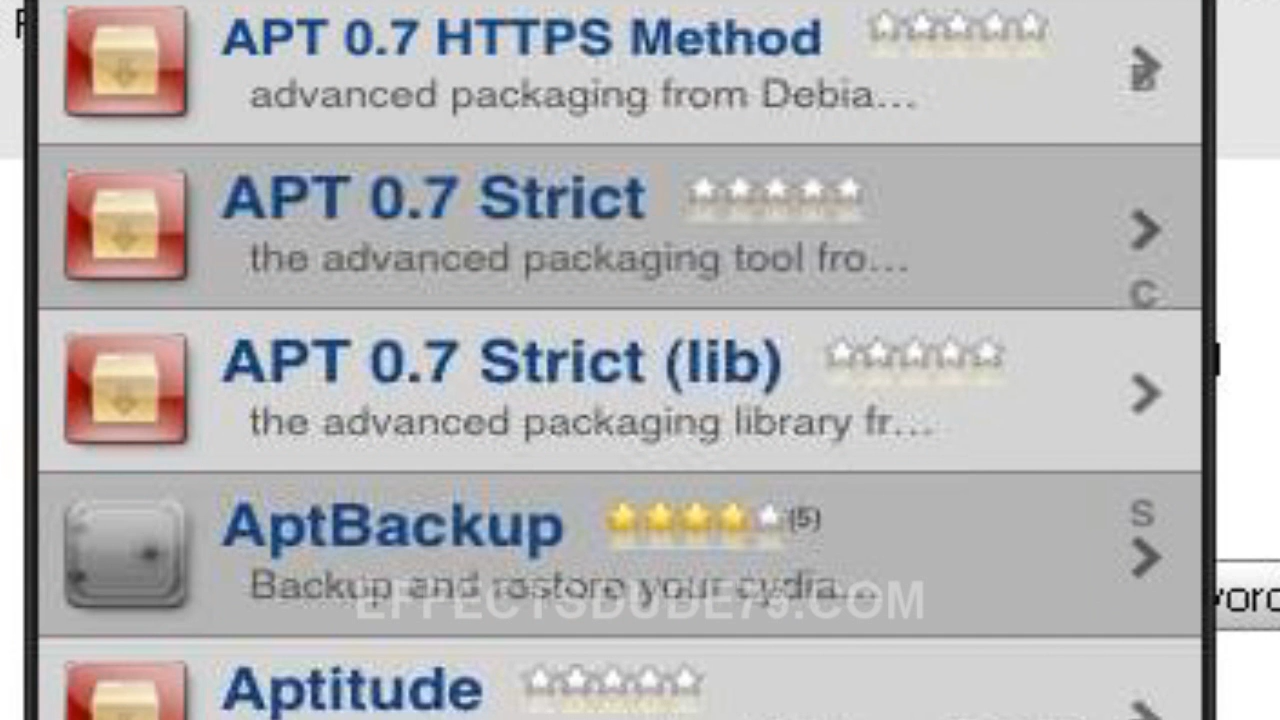 APT 0.7 HTTPS Method
advanced packaging from Debia...
B
APT 0.7 Strict
the advanced packaging tool fro...
C
APT 0.7 Strict (lib)
the advanced packaging library fr...
AptBackup (5)
S
Backup and restore your cydia...
EFFECTSDUDE79.COM
Aptitude